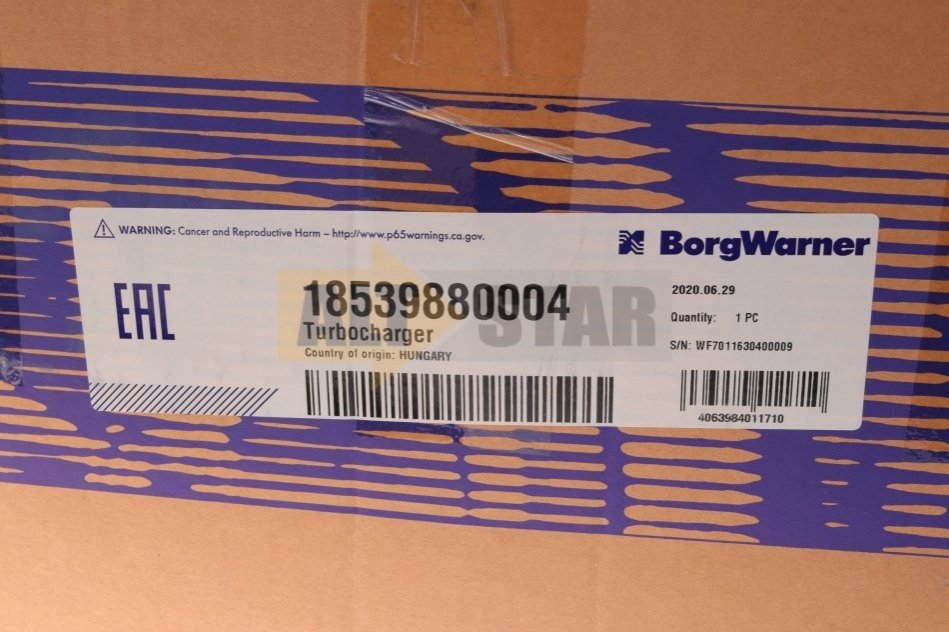 WARNING: Cancer and Reproductive Harm – http://www.p65warnings.ca.gov.
BorgWarner
EAC
18539880004
Turbocharger
Country of origin: HUNGARY
2020.06.29
Quantity: 1 PC
S/N: WF7011630400009
4063984011710
STAR